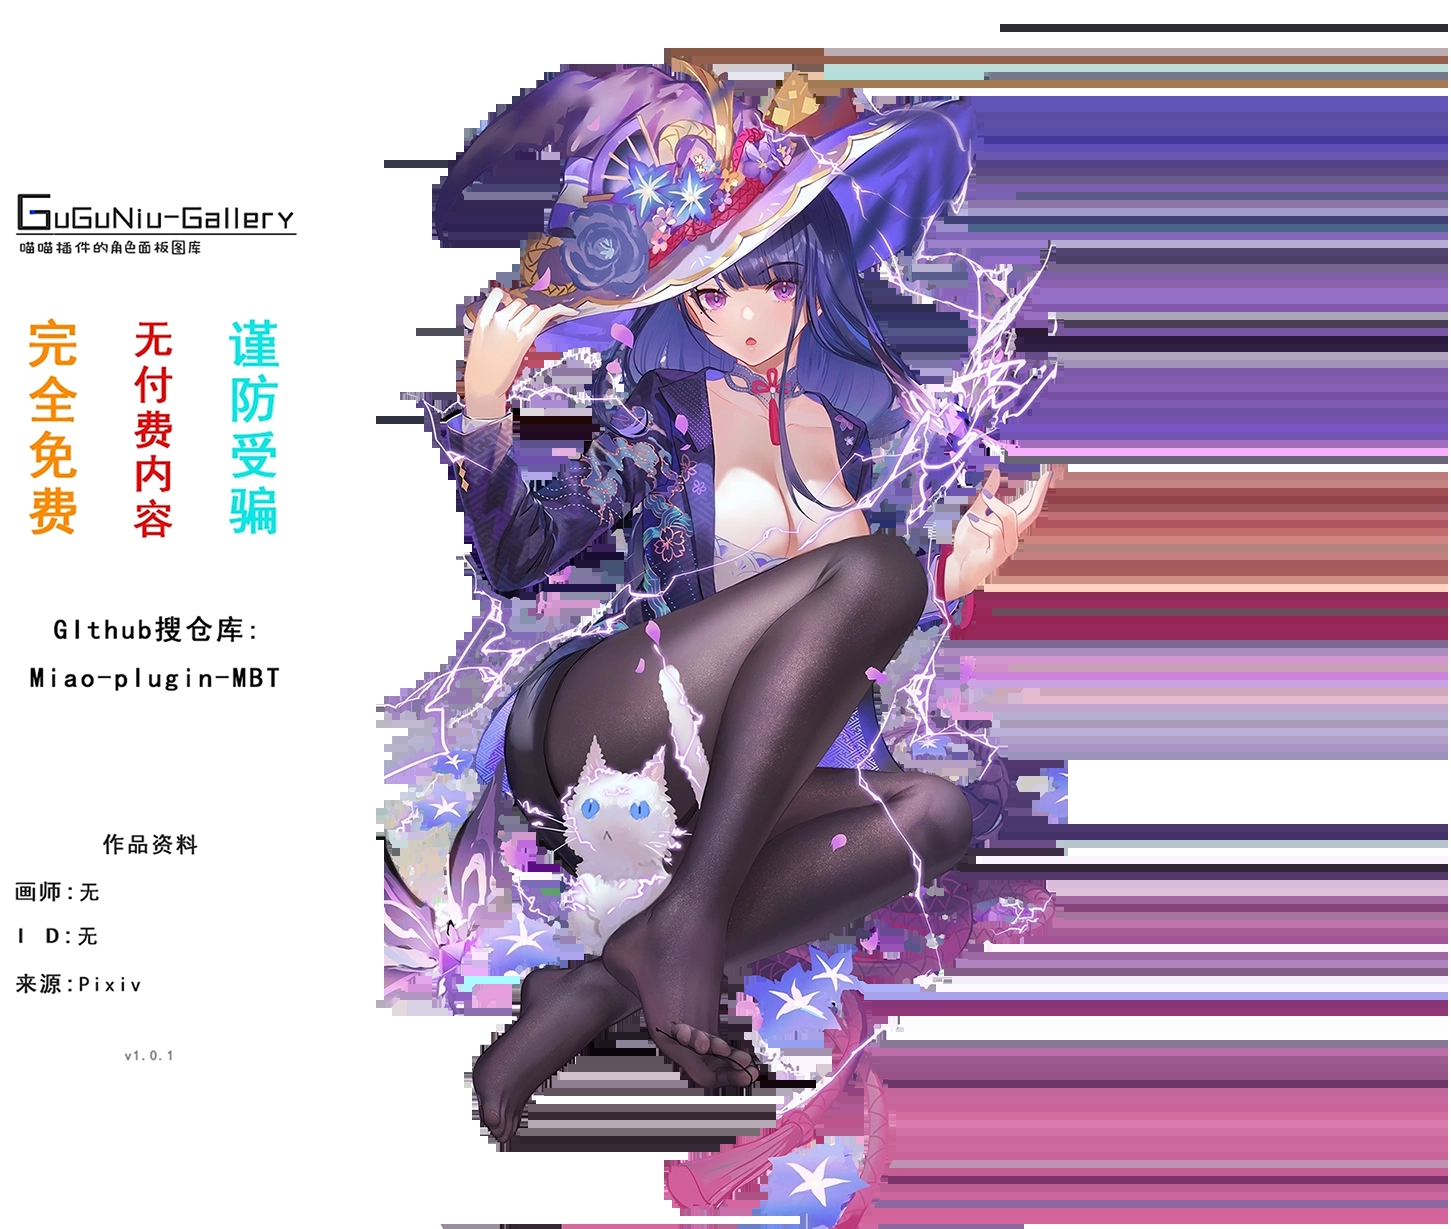 GuGuNiu-Gallery
喵喵插件的角色面板图库
完全免费
无付费内容
谨防受骗
GIthub搜仓库:
Miao-plugin-MBT
作品资料
画师:无
I D:无
来源:Pixiv
v1.0.1